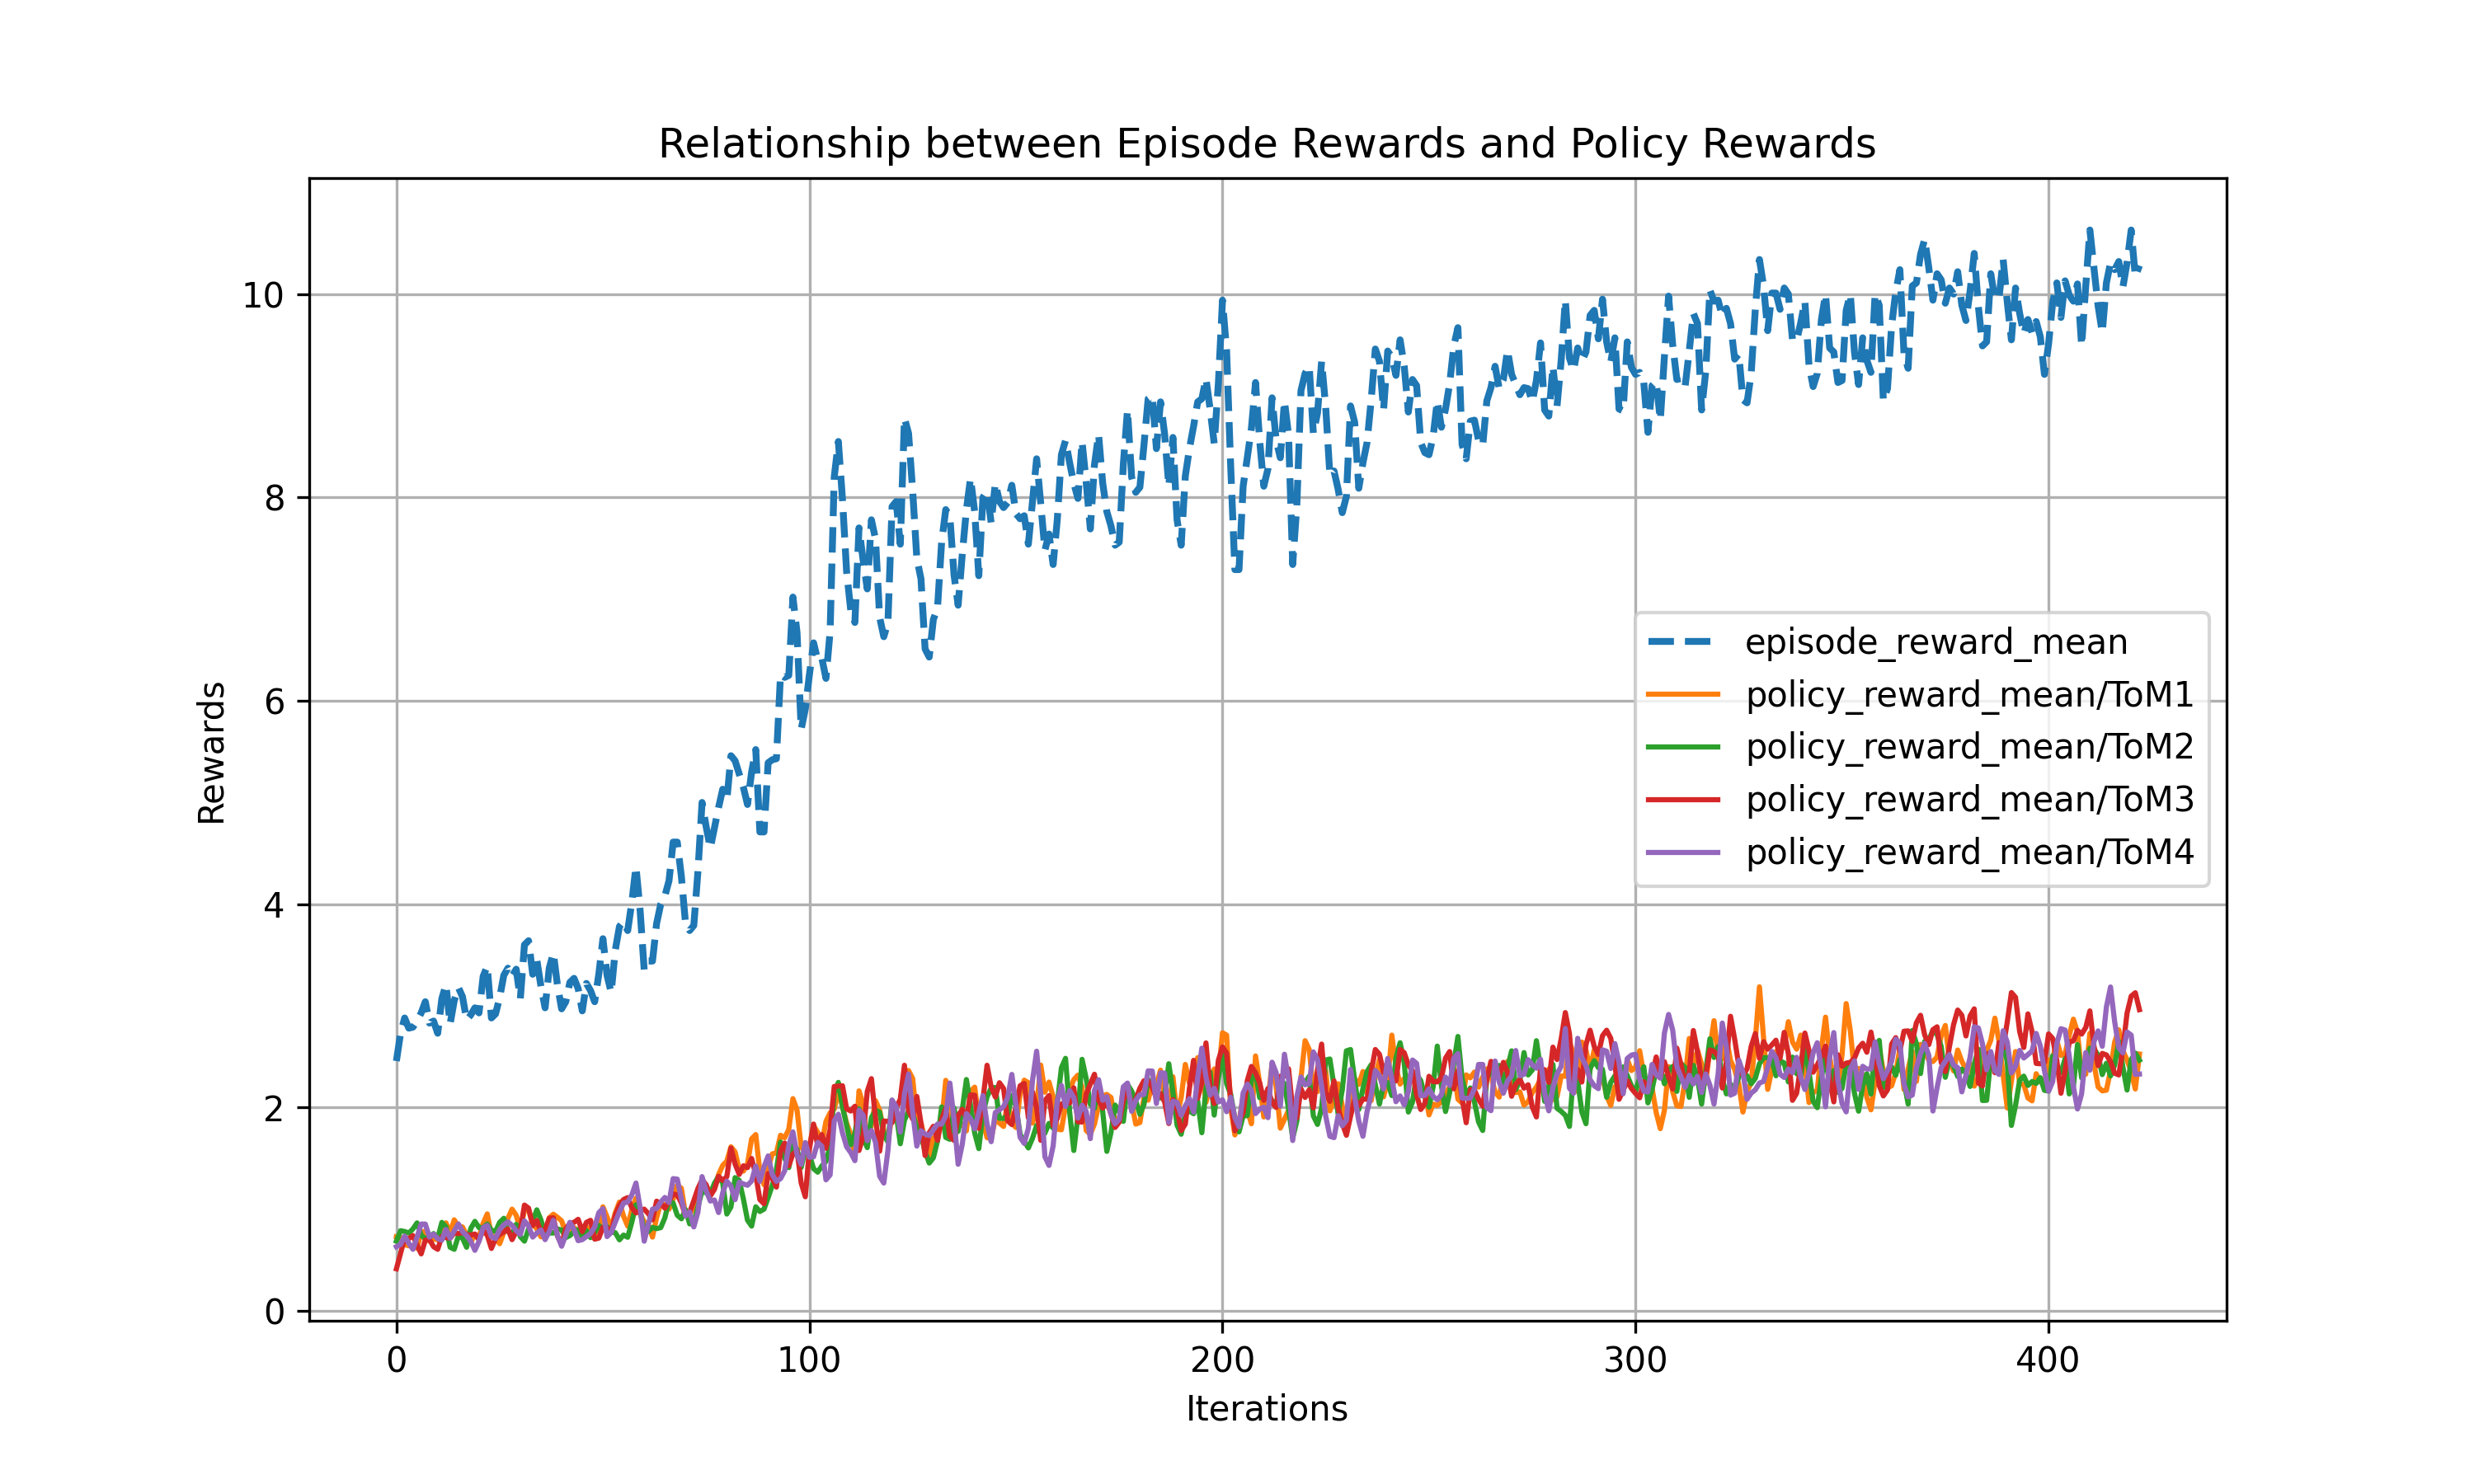 Relationship between Episode Rewards and Policy Rewards
10
8
6
4
2
0
Rewards
episode_reward_mean
policy_reward_mean/ToM1
policy_reward_mean/ToM2
policy_reward_mean/ToM3
policy_reward_mean/ToM4
0 100 200 300 400
Iterations